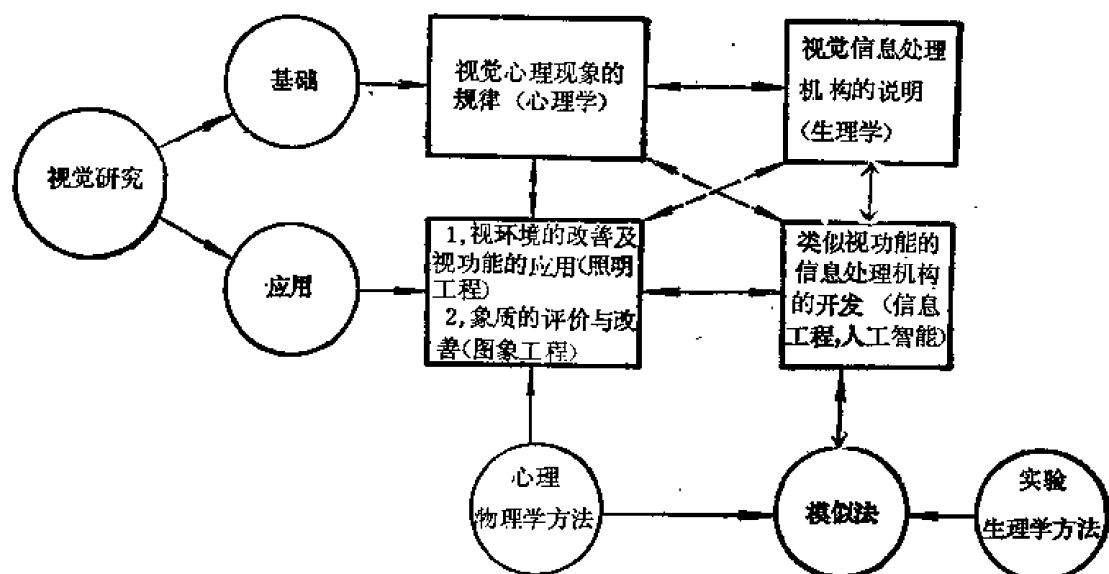 视觉研究
基础
应用
视觉心理现象的
规律（心理学）
视觉信息处理
机构的说明
（生理学）
1,视环境的改善及
视功能的应用(照明
工程)
2,象质的评价与改
善(图象工程)
类似视功能的
信息处理机构
的开发（信息
工程,人工智能）
心理
物理学方法
模似法
实验
生理学方法